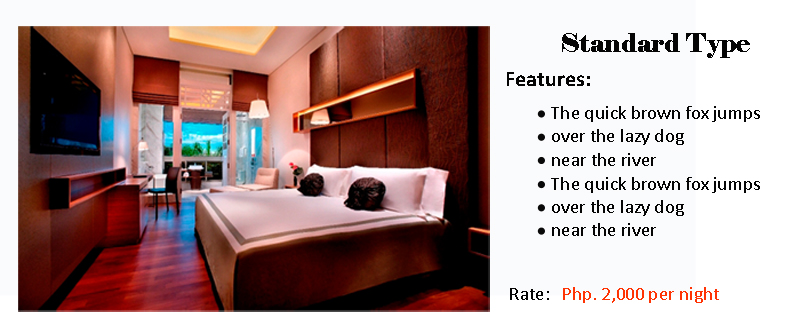 Standard Type
Features:
• The quick brown fox jumps
• over the lazy dog
• near the river
• The quick brown fox jumps
• over the lazy dog
• near the river
Rate: Php. 2,000 per night